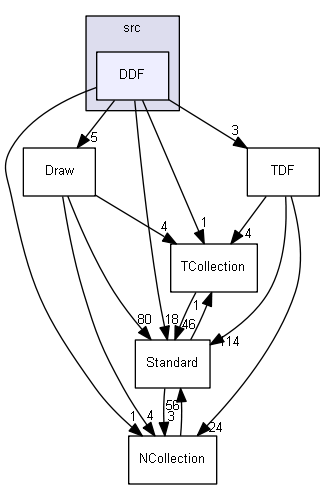 src
DDF
5
3
Draw
TDF
4
1
4
TCollection
80
18
1
46
114
Standard
56
3
1
4
24
NCollection